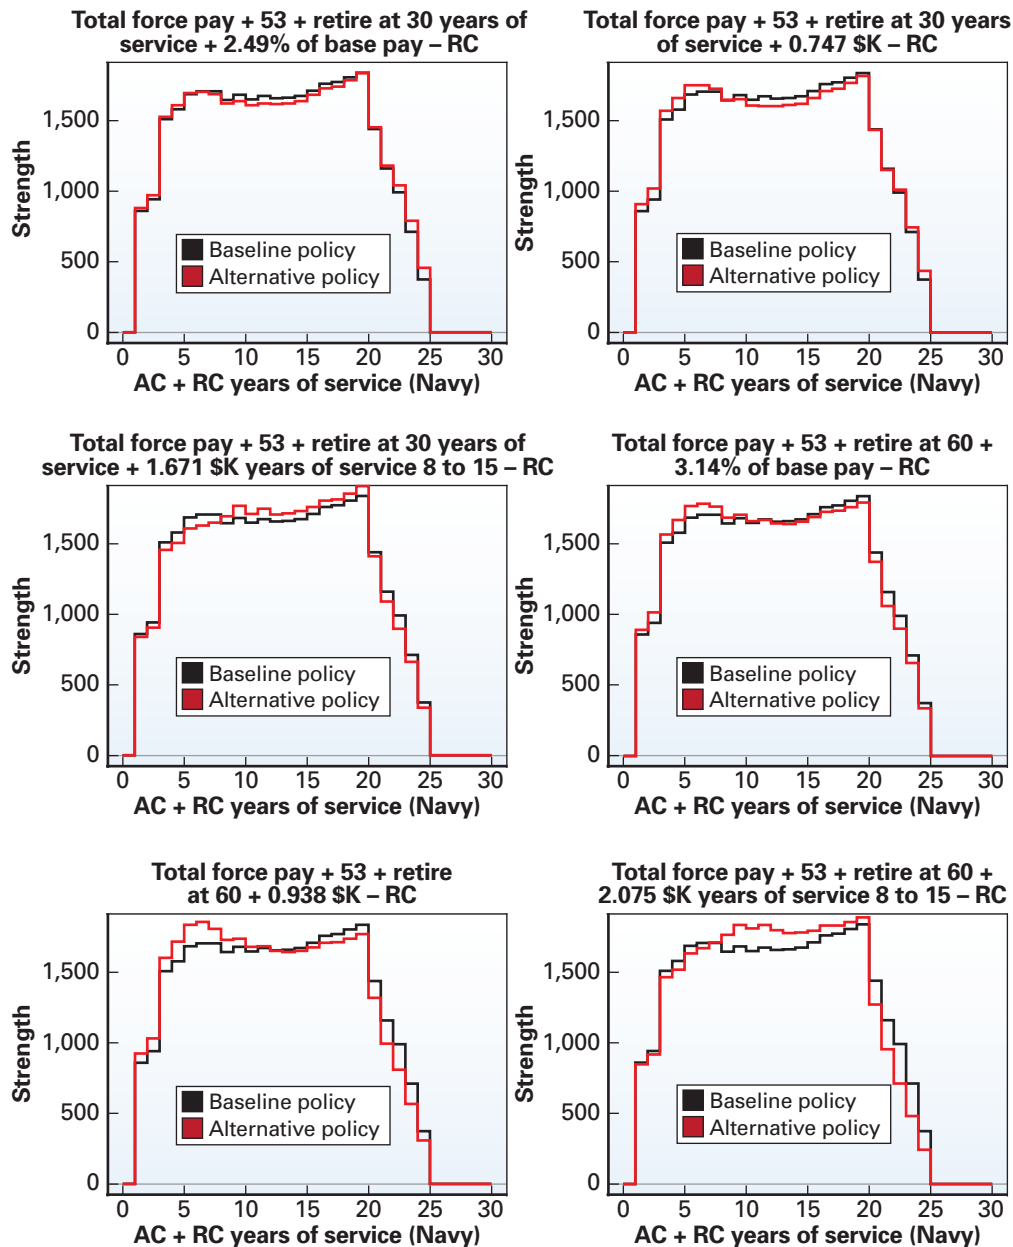 Total force pay + 53 + retire at 30 years of
service + 2.49% of base pay – RC
Strength
1,500
1,000
500
0
Baseline policy
Alternative policy
0 5 10 15 20 25 30
AC + RC years of service (Navy)
Total force pay + 53 + retire at 30 years
of service + 0.747 $K – RC
Strength
1,500
1,000
500
0
Baseline policy
Alternative policy
0 5 10 15 20 25 30
AC + RC years of service (Navy)
Total force pay + 53 + retire at 30 years of
service + 1.671 $K years of service 8 to 15 – RC
Strength
1,500
1,000
500
0
Baseline policy
Alternative policy
0 5 10 15 20 25 30
AC + RC years of service (Navy)
Total force pay + 53 + retire at 60 +
3.14% of base pay – RC
Strength
1,500
1,000
500
0
Baseline policy
Alternative policy
0 5 10 15 20 25 30
AC + RC years of service (Navy)
Total force pay + 53 + retire
at 60 + 0.938 $K – RC
Strength
1,500
1,000
500
0
Baseline policy
Alternative policy
0 5 10 15 20 25 30
AC + RC years of service (Navy)
Total force pay + 53 + retire at 60 +
2.075 $K years of service 8 to 15 – RC
Strength
1,500
1,000
500
0
Baseline policy
Alternative policy
0 5 10 15 20 25 30
AC + RC years of service (Navy)